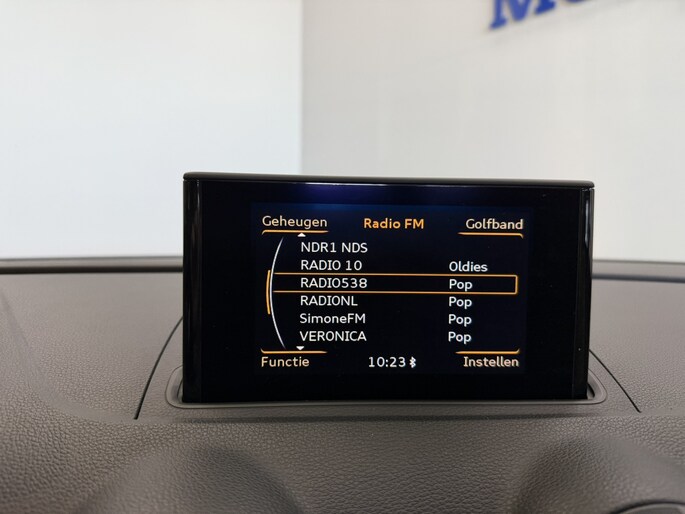 Geheugen Radio FM Golfband
NDR1 NDS
RADIO 10 Oldies
RADIO538 Pop
RADIONL Pop
SimoneFM Pop
VERONICA Pop
Functie 10:23 Instellen